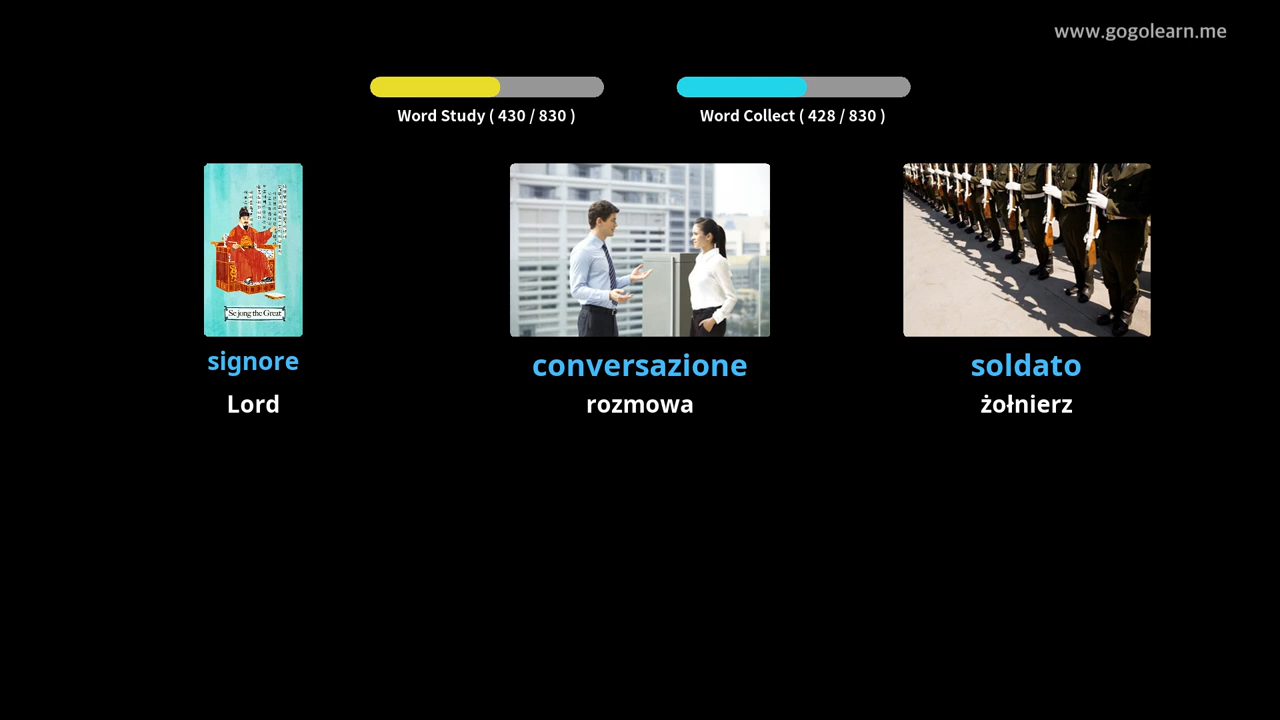 www.gogolearn.me
Word Study ( 430 / 830 )
Word Collect ( 428 / 830 )
Sejong the Great
signore
conversazione
soldato
Lord
rozmowa
żołnierz